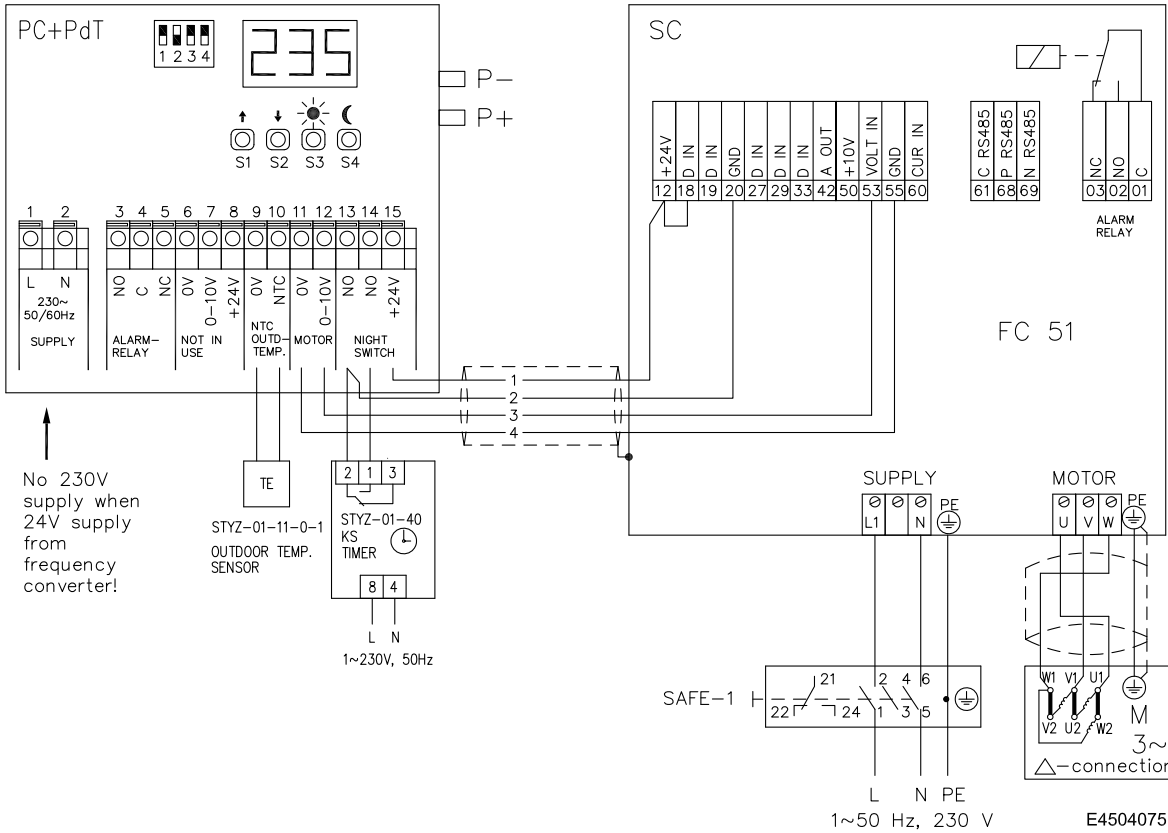 PC+PdT
1 2 3 4
235
P-
P+
S1 S2 S3 S4
1 2 3 4 5 6 7 8 9 10 11 12 13 14 15
L N
230~
50/60Hz
SUPPLY
NO C NC
ALARM-
RELAY
0V 0-10V +24V
NOT IN
USE
0V NTC
NTC
OUTD-
TEMP.
0V 0-10V
MOTOR
NO NO +24V
NIGHT
SWITCH
1
2
3
4
No 230V
supply when
24V supply
from
frequency
converter!
TE
STYZ-01-11-0-1
OUTDOOR TEMP.
SENSOR
2 1 3
STYZ-01-40
KS
TIMER
8 4
L N
1~230V, 50Hz
SC
+24V D IN D IN GND D IN D IN D IN A OUT +10V VOLT IN GND CUR IN
12 18 19 20 27 29 33 42 50 53 55 60
C RS485 P RS485 N RS485
61 68 69
NC NO C
03 02 01
ALARM
RELAY
FC 51
SUPPLY
L1 N PE
MOTOR
U V W PE
SAFE-1
21 2 4 6
22 24 1 3 5
L N PE
1~50 Hz, 230 V
W1 V1 U1
V2 U2 W2
M
3~
△-connection
E4504075